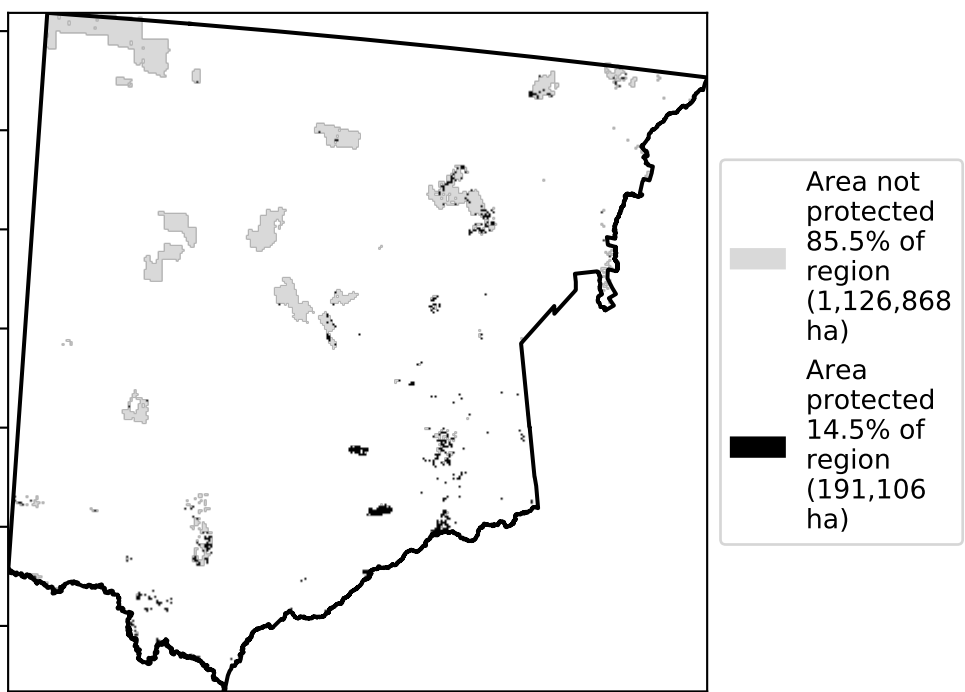 Area not
protected
85.5% of
region
(1,126,868
ha)
Area
protected
14.5% of
region
(191,106
ha)